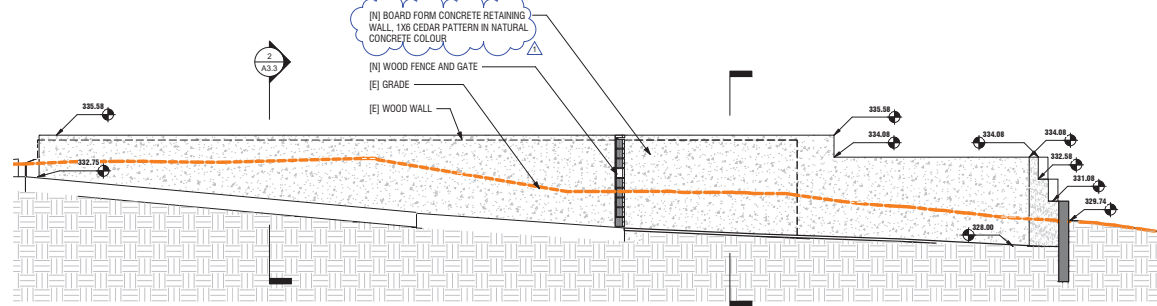 [N] BOARD FORM CONCRETE RETAINING
WALL, 1X6 CEDAR PATTERN IN NATURAL
CONCRETE COLOUR
1
2
A3.3
[N] WOOD FENCE AND GATE
[E] GRADE
[E] WOOD WALL
335.58
332.75
335.58
334.08
334.08
334.08
332.58
331.08
329.74
328.00